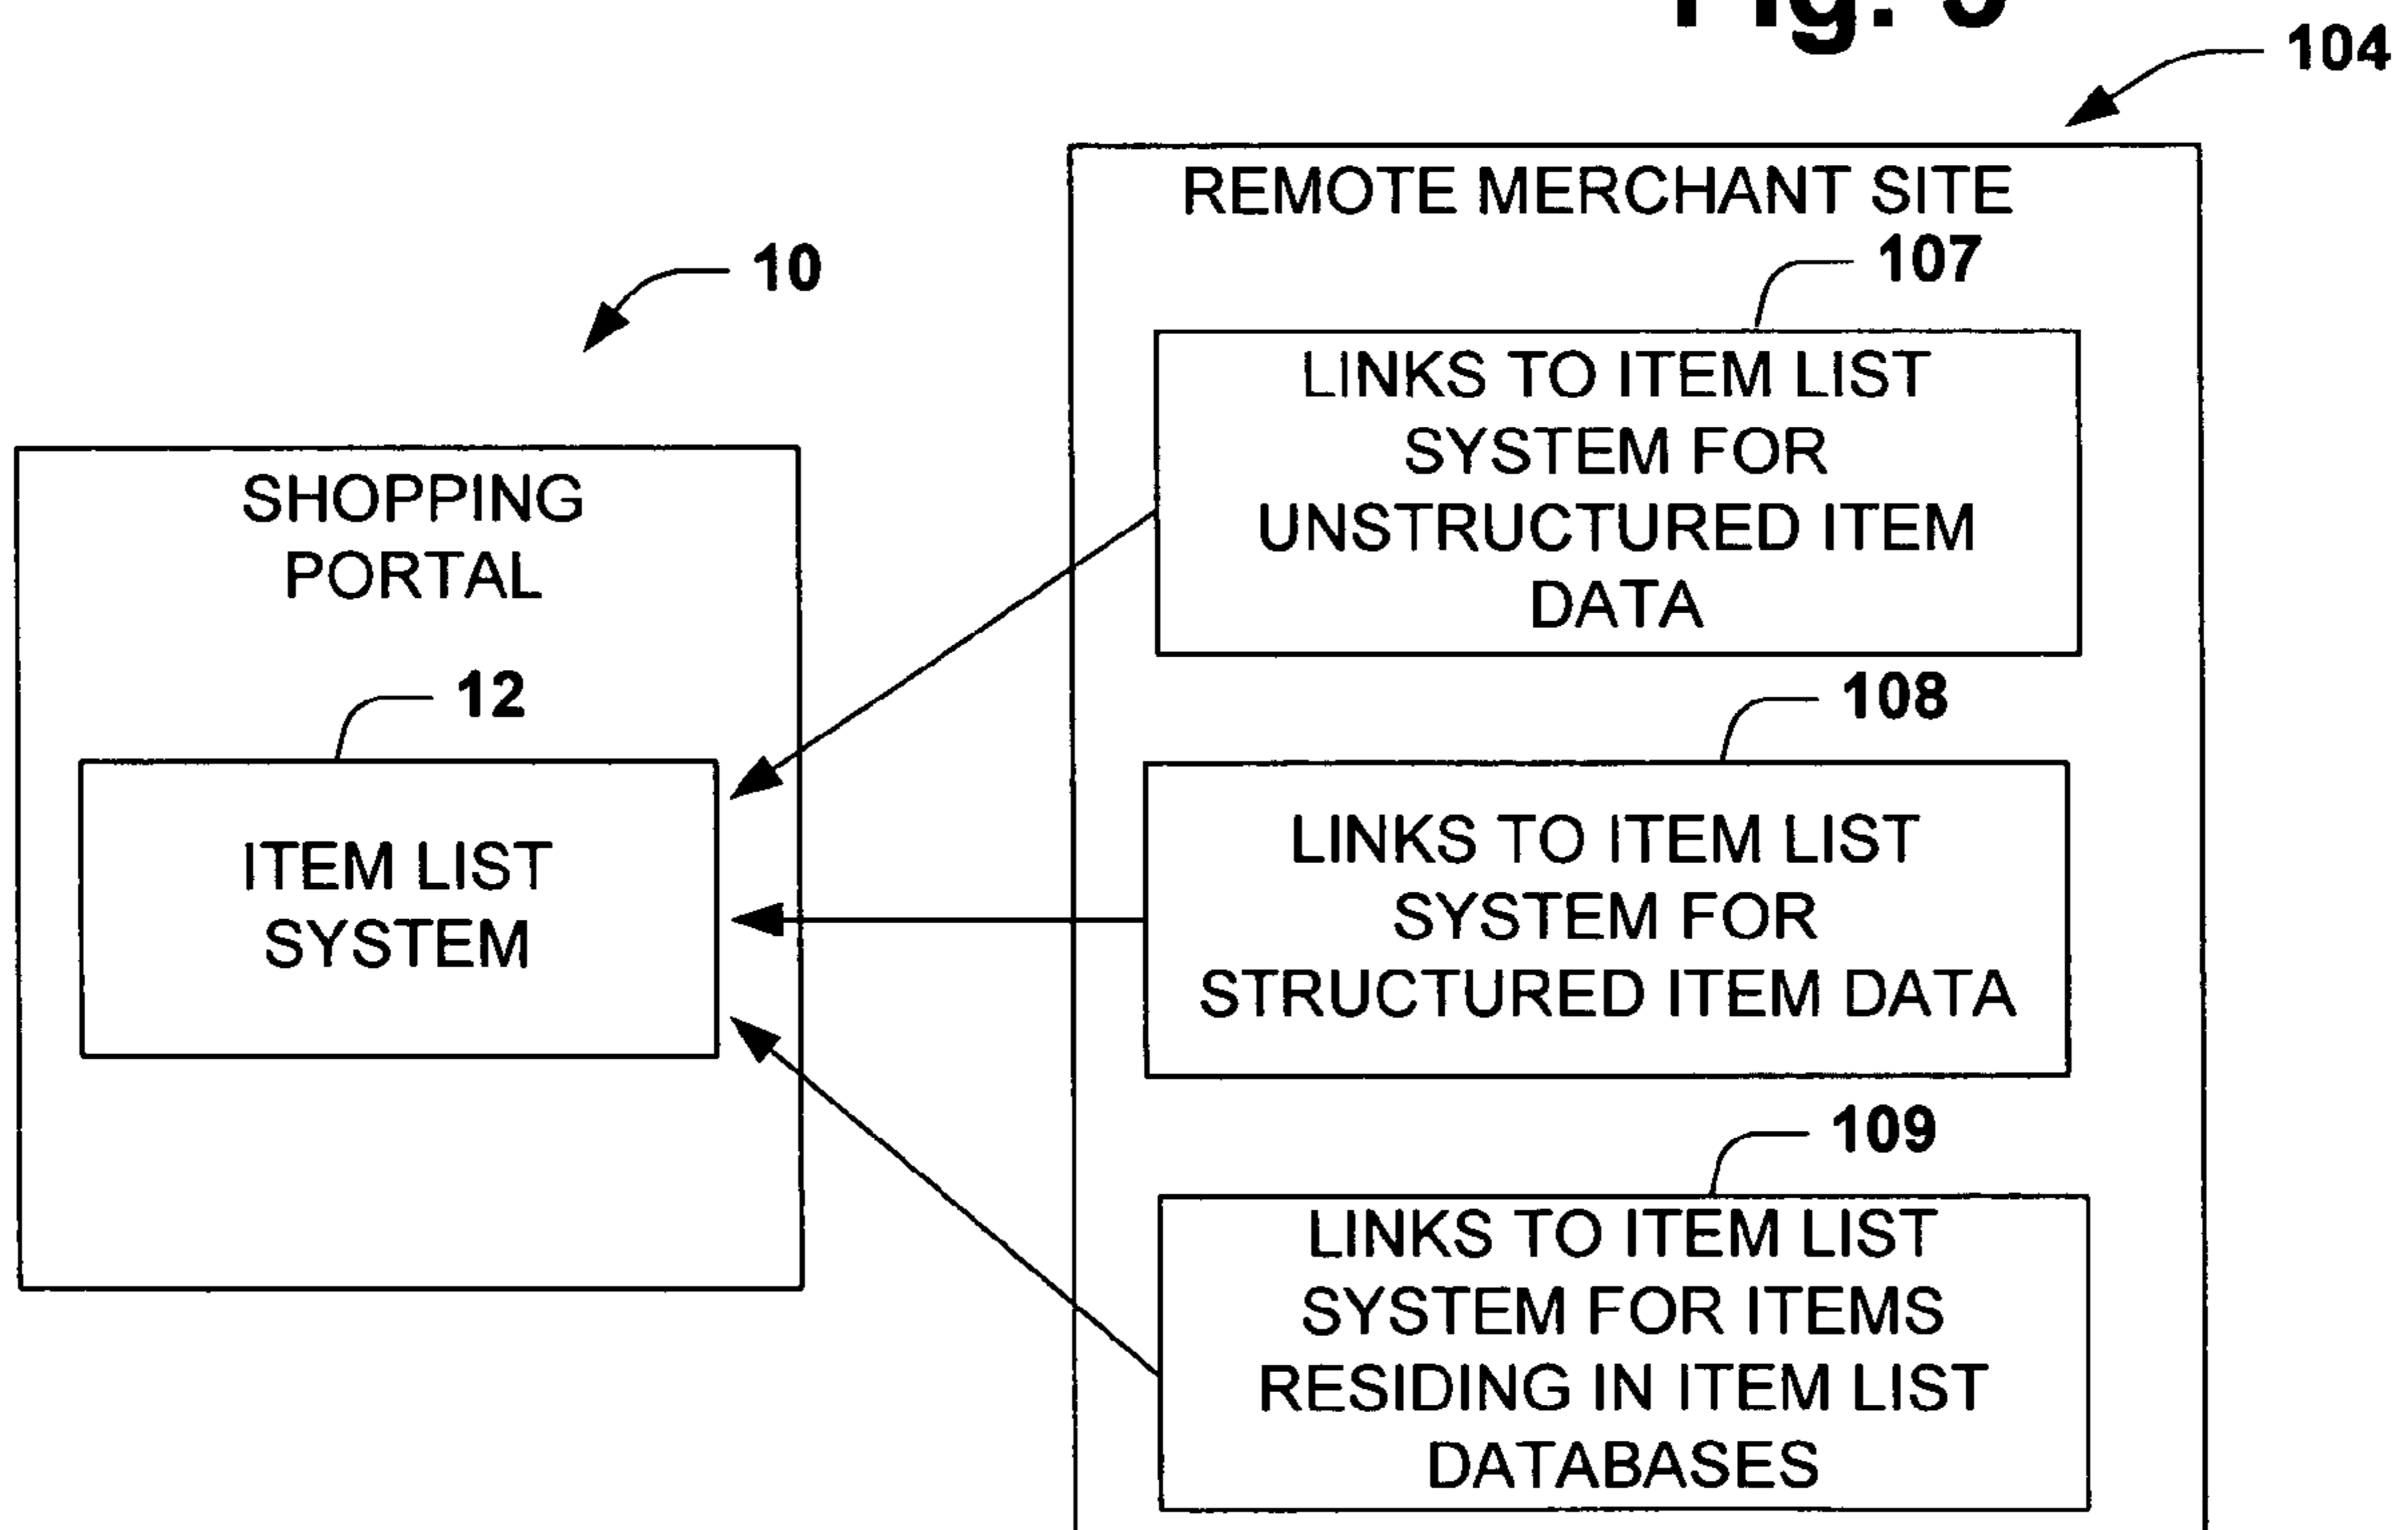 104
REMOTE MERCHANT SITE
107
10
LINKS TO ITEM LIST
SYSTEM FOR
UNSTRUCTURED ITEM
DATA
SHOPPING
PORTAL
12
108
ITEM LIST
SYSTEM
LINKS TO ITEM LIST
SYSTEM FOR
STRUCTURED ITEM DATA
109
LINKS TO ITEM LIST
SYSTEM FOR ITEMS
RESIDING IN ITEM LIST
DATABASES